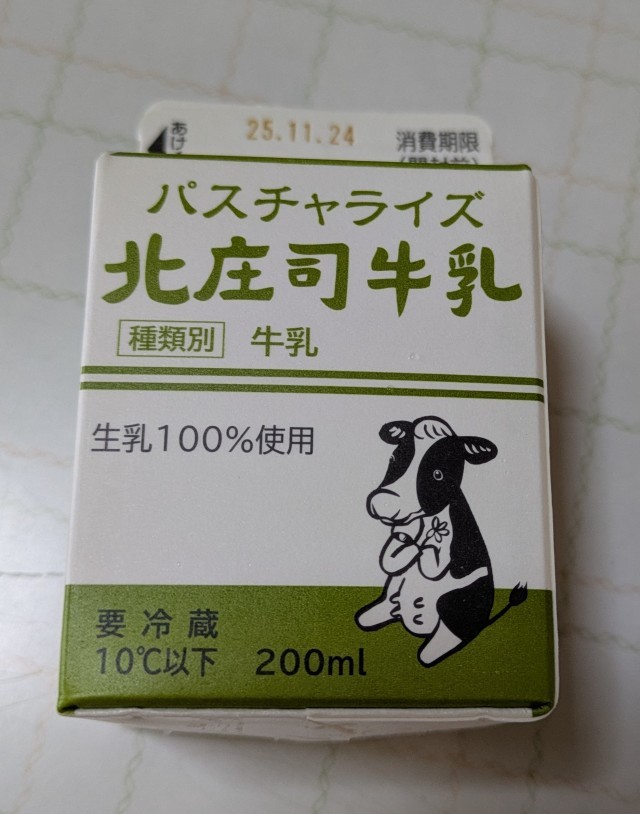 あけ
25.11.24
消費期限
パスチャライズ
北庄司牛乳
種類別 牛乳
生乳100%使用
要冷蔵
10℃以下 200ml